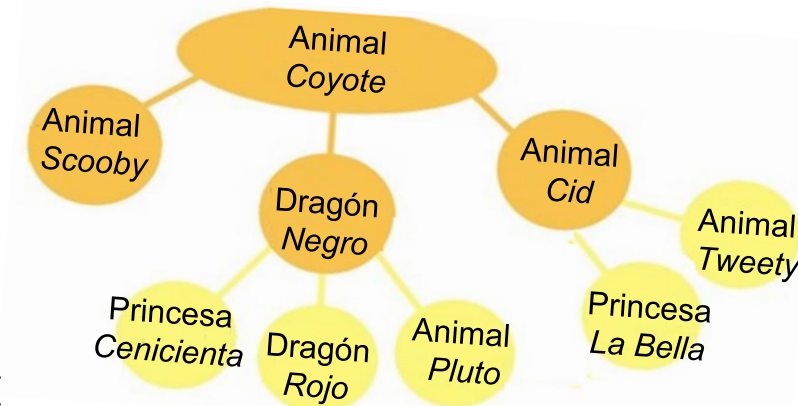 Animal
Coyote
Animal
Scooby
Animal
Cid
Dragón
Negro
Animal
Tweety
Princesa
Cenicienta
Dragón
Rojo
Animal
Pluto
Princesa
La Bella